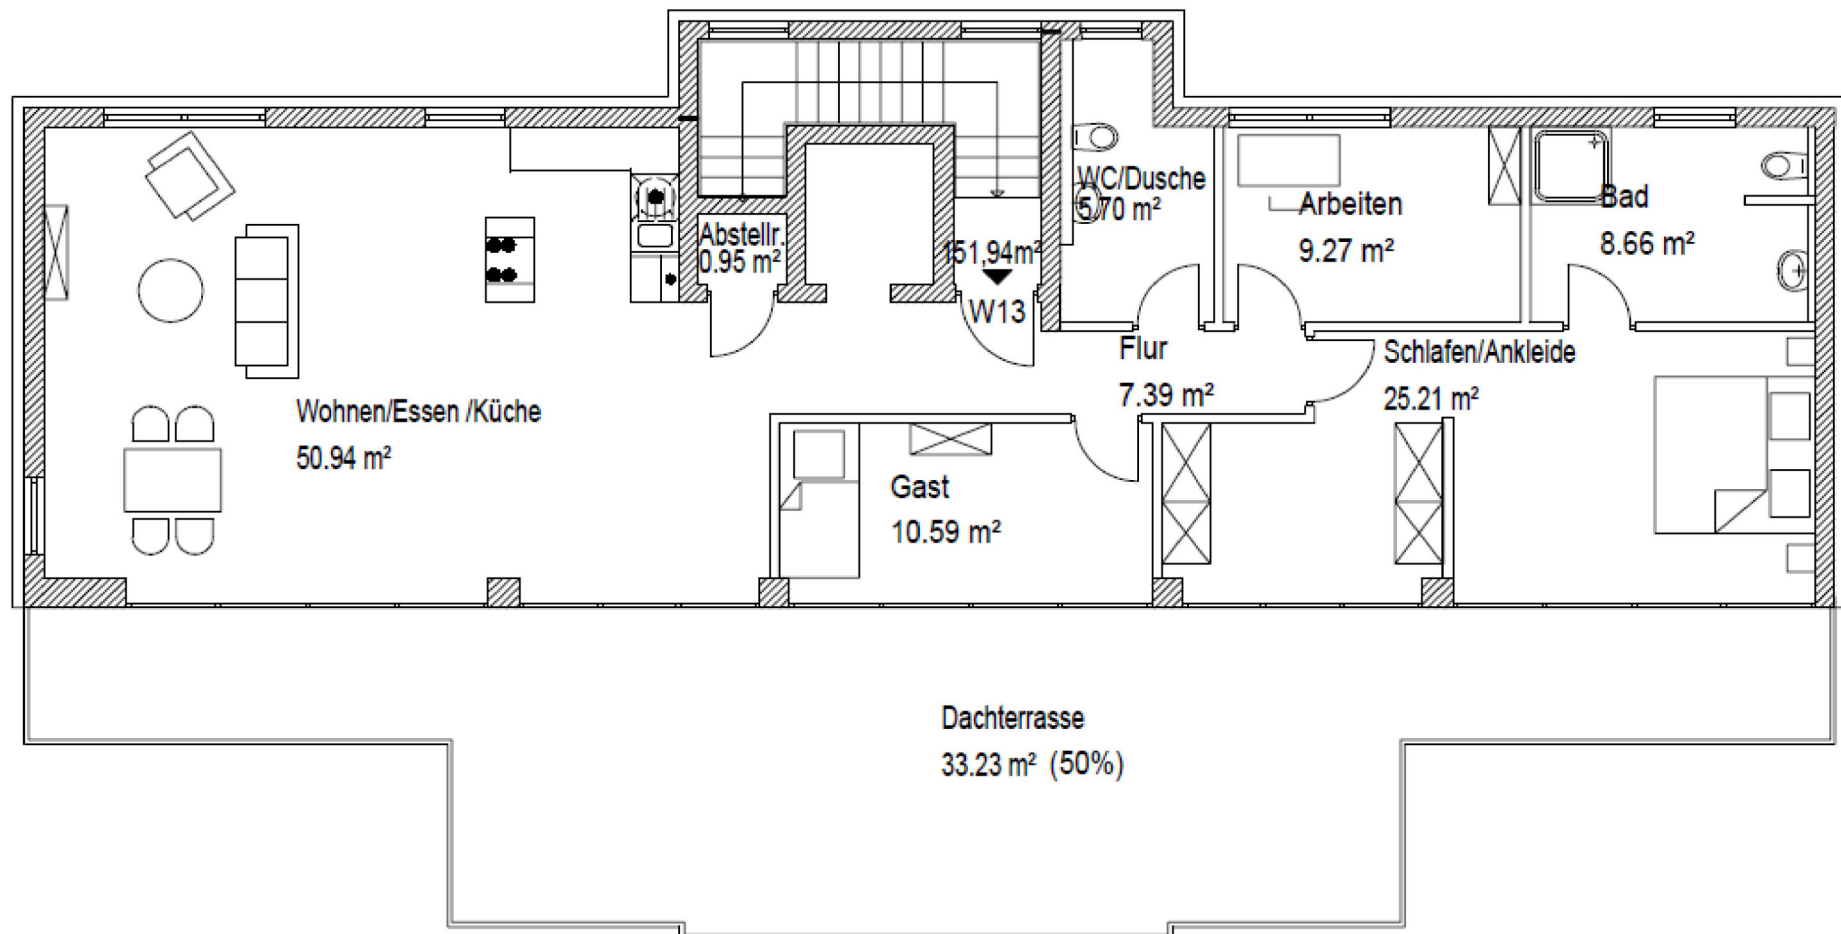 WC/Dusche
5.70 m²
Arbeiten
9.27 m²
Bad
8.66 m²
Abstellr.
0.95 m²
151,94m²
W13
Flur
7.39 m²
Schlafen/Ankleide
25.21 m²
Wohnen/Essen /Küche
50.94 m²
Gast
10.59 m²
Dachterrasse
33.23 m² (50%)